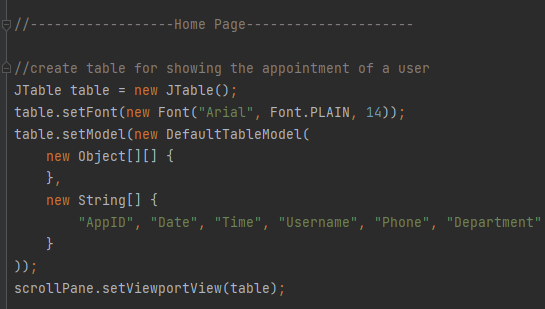 //------------------Home Page---------------------
//create table for showing the appointment of a user
JTable table = new JTable();
table.setFont(new Font("Arial", Font.PLAIN, 14));
table.setModel(new DefaultTableModel(
    new Object[][] {
    },
    new String[] {
        "AppID", "Date", "Time", "Username", "Phone", "Department"
    }
));
scrollPane.setViewportView(table);